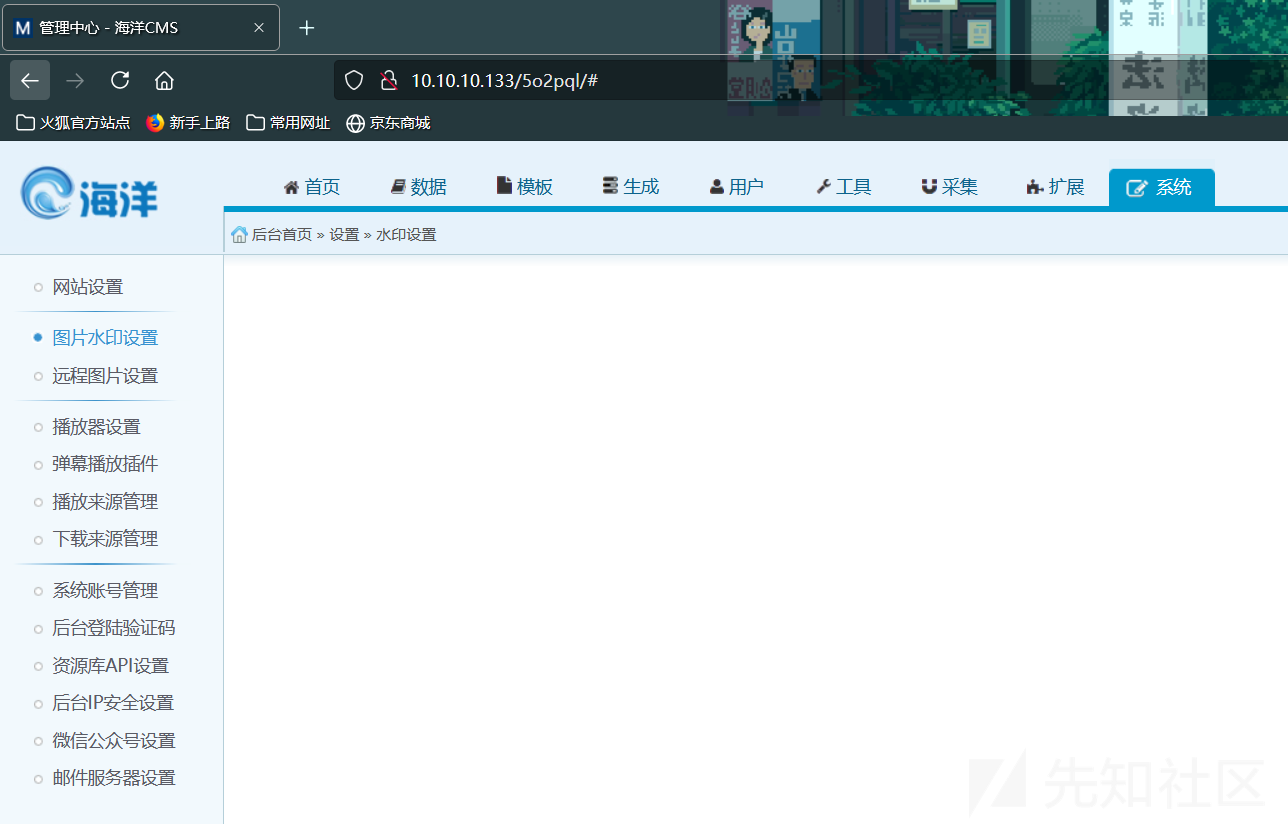 管理中心 - 海洋CMS
10.10.10.133/5o2pql/#
火狐官方站点 新手上路 常用网址 京东商城
海洋
首页 数据 模板 生成 用户 工具 采集 扩展 系统
后台首页 » 设置 » 水印设置
网站设置
图片水印设置
远程图片设置
播放器设置
弹幕播放插件
播放来源管理
下载来源管理
系统账号管理
后台登陆验证码
资源库API设置
后台IP安全设置
微信公众号设置
邮件服务器设置
先知社区